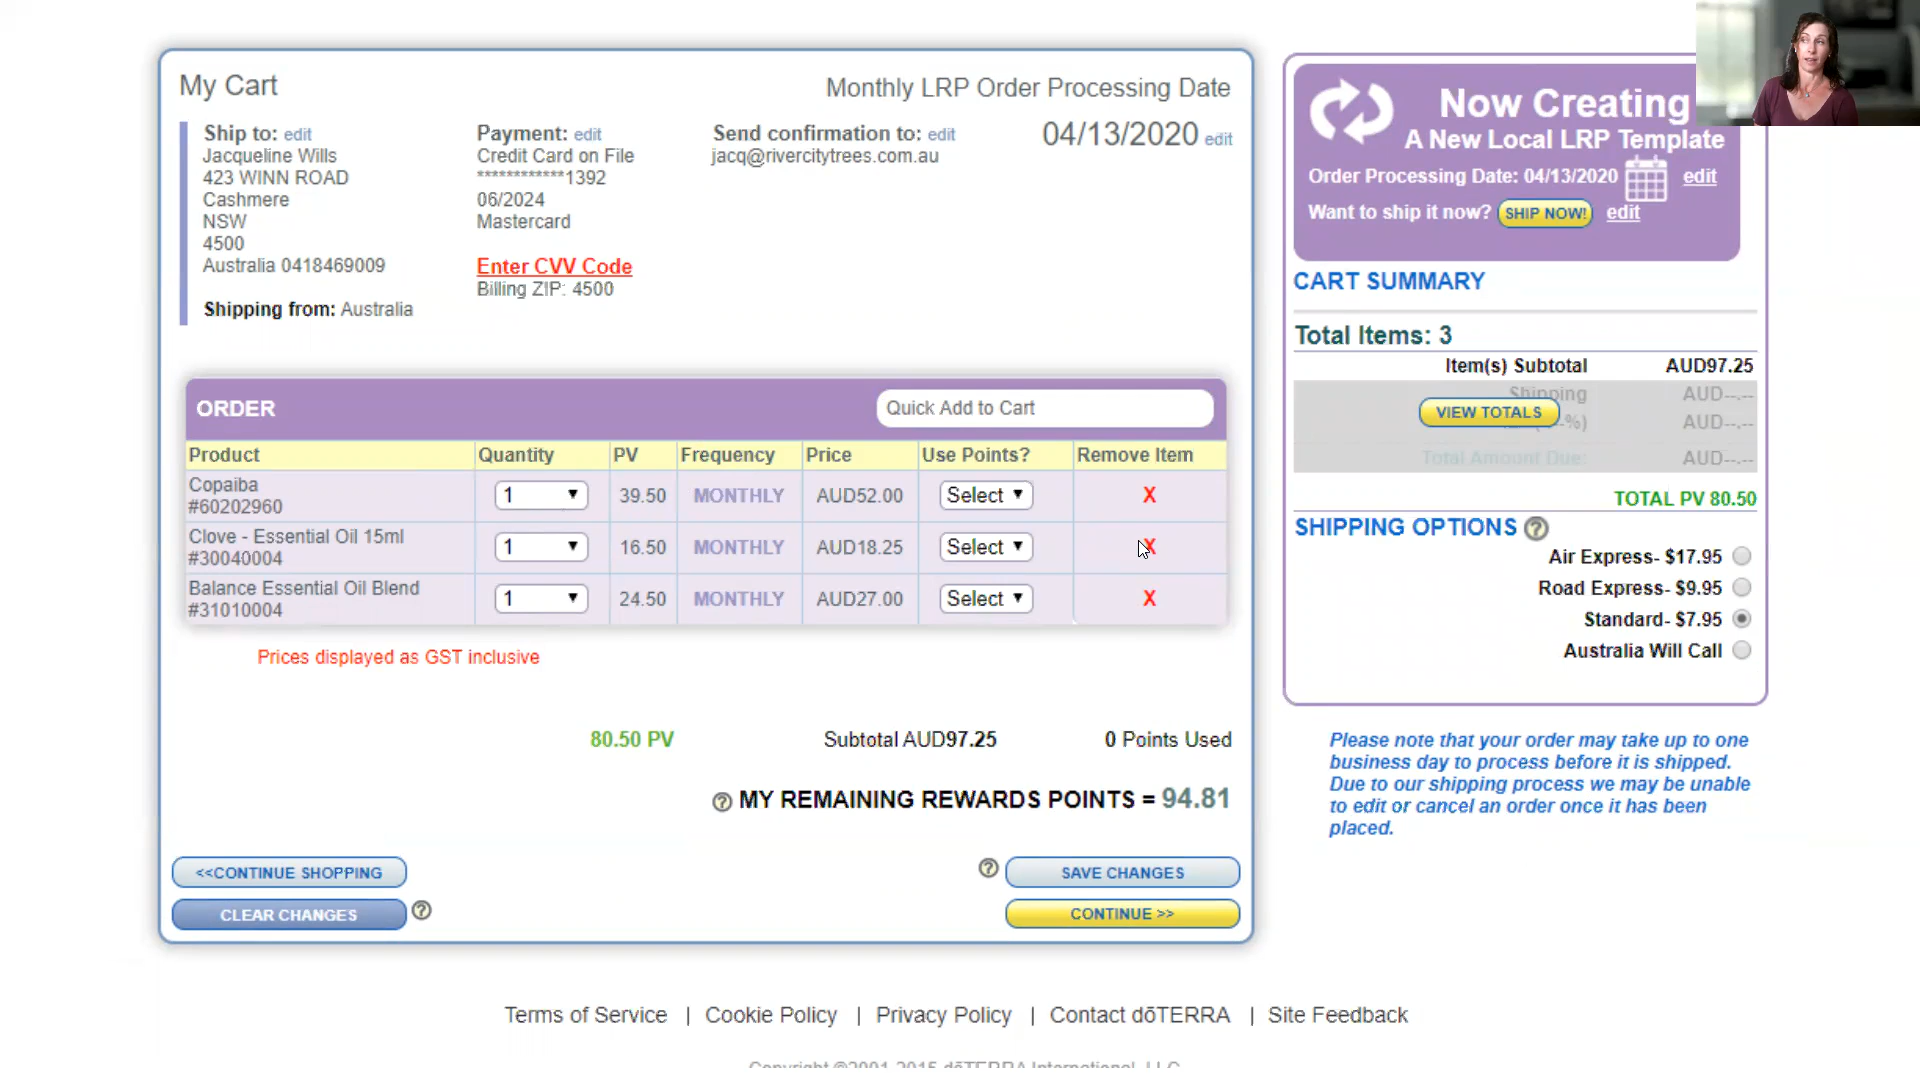 My Cart
Monthly LRP Order Processing Date
04/13/2020 edit
Ship to: edit
Jacqueline Wills
423 WINN ROAD
Cashmere
NSW
4500
Australia 0418469009
Shipping from: Australia
Payment: edit
Credit Card on File
************1392
06/2024
Mastercard
Enter CVV Code
Billing ZIP: 4500
Send confirmation to: edit
jacq@rivercitytrees.com.au
ORDER
Quick Add to Cart
Product Quantity PV Frequency Price Use Points? Remove Item
Copaiba
#60202960
1 39.50 MONTHLY AUD52.00 Select X
Clove - Essential Oil 15ml
#30040004
1 16.50 MONTHLY AUD18.25 Select X
Balance Essential Oil Blend
#31010004
1 24.50 MONTHLY AUD27.00 Select X
Prices displayed as GST inclusive
80.50 PV Subtotal AUD97.25 0 Points Used
? MY REMAINING REWARDS POINTS = 94.81
<<CONTINUE SHOPPING
? SAVE CHANGES
CLEAR CHANGES ?
CONTINUE >>
Now Creating
A New Local LRP Template
Order Processing Date: 04/13/2020 edit
Want to ship it now? SHIP NOW! edit
CART SUMMARY
Total Items: 3
Item(s) Subtotal AUD97.25
Shipping AUD--.--
VIEW TOTALS
%) AUD--.--
Total Amount Due: AUD--.--
TOTAL PV 80.50
SHIPPING OPTIONS ?
Air Express- $17.95
Road Express- $9.95
Standard- $7.95
Australia Will Call
Please note that your order may take up to one
business day to process before it is shipped.
Due to our shipping process we may be unable
to edit or cancel an order once it has been
placed.
Terms of Service | Cookie Policy | Privacy Policy | Contact dōTERRA | Site Feedback
Copyright ©2001-2015 dōTERRA International, LLC